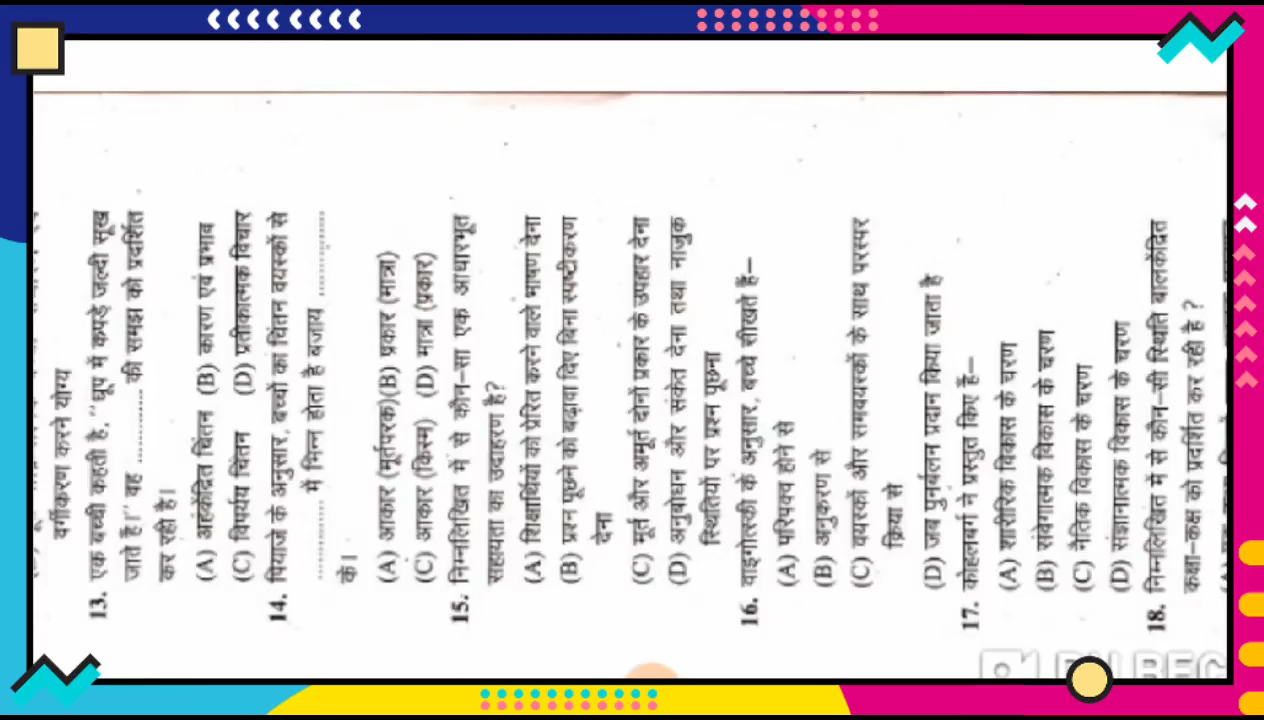 वर्गीकरण करने योग्य
13. एक बच्ची कहती है, "धूप में कपड़े जल्दी सूख
जाते हैं।" वह ............ की समझ को प्रदर्शित
कर रही है।
(A) अहंकेंद्रित चिंतन (B) कारण एवं प्रभाव
(C) विपर्यय चिंतन (D) प्रतीकात्मक विचार
14. पियाजे के अनुसार, बच्चों का चिंतन वयस्कों से
............ में भिन्न होता है बजाय ............
के।
(A) आकार (मूर्तपरक)(B) प्रकार (मात्रा)
(C) आकार (किस्म) (D) मात्रा (प्रकार)
15. निम्नलिखित में से कौन-सा एक आधारभूत
सहायता का उदाहरण है?
(A) शिक्षार्थियों को प्रेरित करने वाले भाषण देना
(B) प्रश्न पूछने को बढ़ावा दिए बिना स्पष्टीकरण
देना
(C) मूर्त और अमूर्त दोनों प्रकार के उपहार देना
(D) अनुबोधन और संकेत देना तथा नाजुक
स्थितियों पर प्रश्न पूछना
16. वाइगोत्स्की के अनुसार, बच्चे सीखते हैं—
(A) परिपक्व होने से
(B) अनुकरण से
(C) वयस्कों और समवयस्कों के साथ परस्पर
क्रिया से
(D) जब पुनर्बलन प्रदान किया जाता है
17. कोहलबर्ग ने प्रस्तुत किए हैं—
(A) शारीरिक विकास के चरण
(B) संवेगात्मक विकास के चरण
(C) नैतिक विकास के चरण
(D) संज्ञानात्मक विकास के चरण
18. निम्नलिखित में से कौन-सी स्थिति बालकेंद्रित
कक्षा-कक्ष को प्रदर्शित कर रही है ?